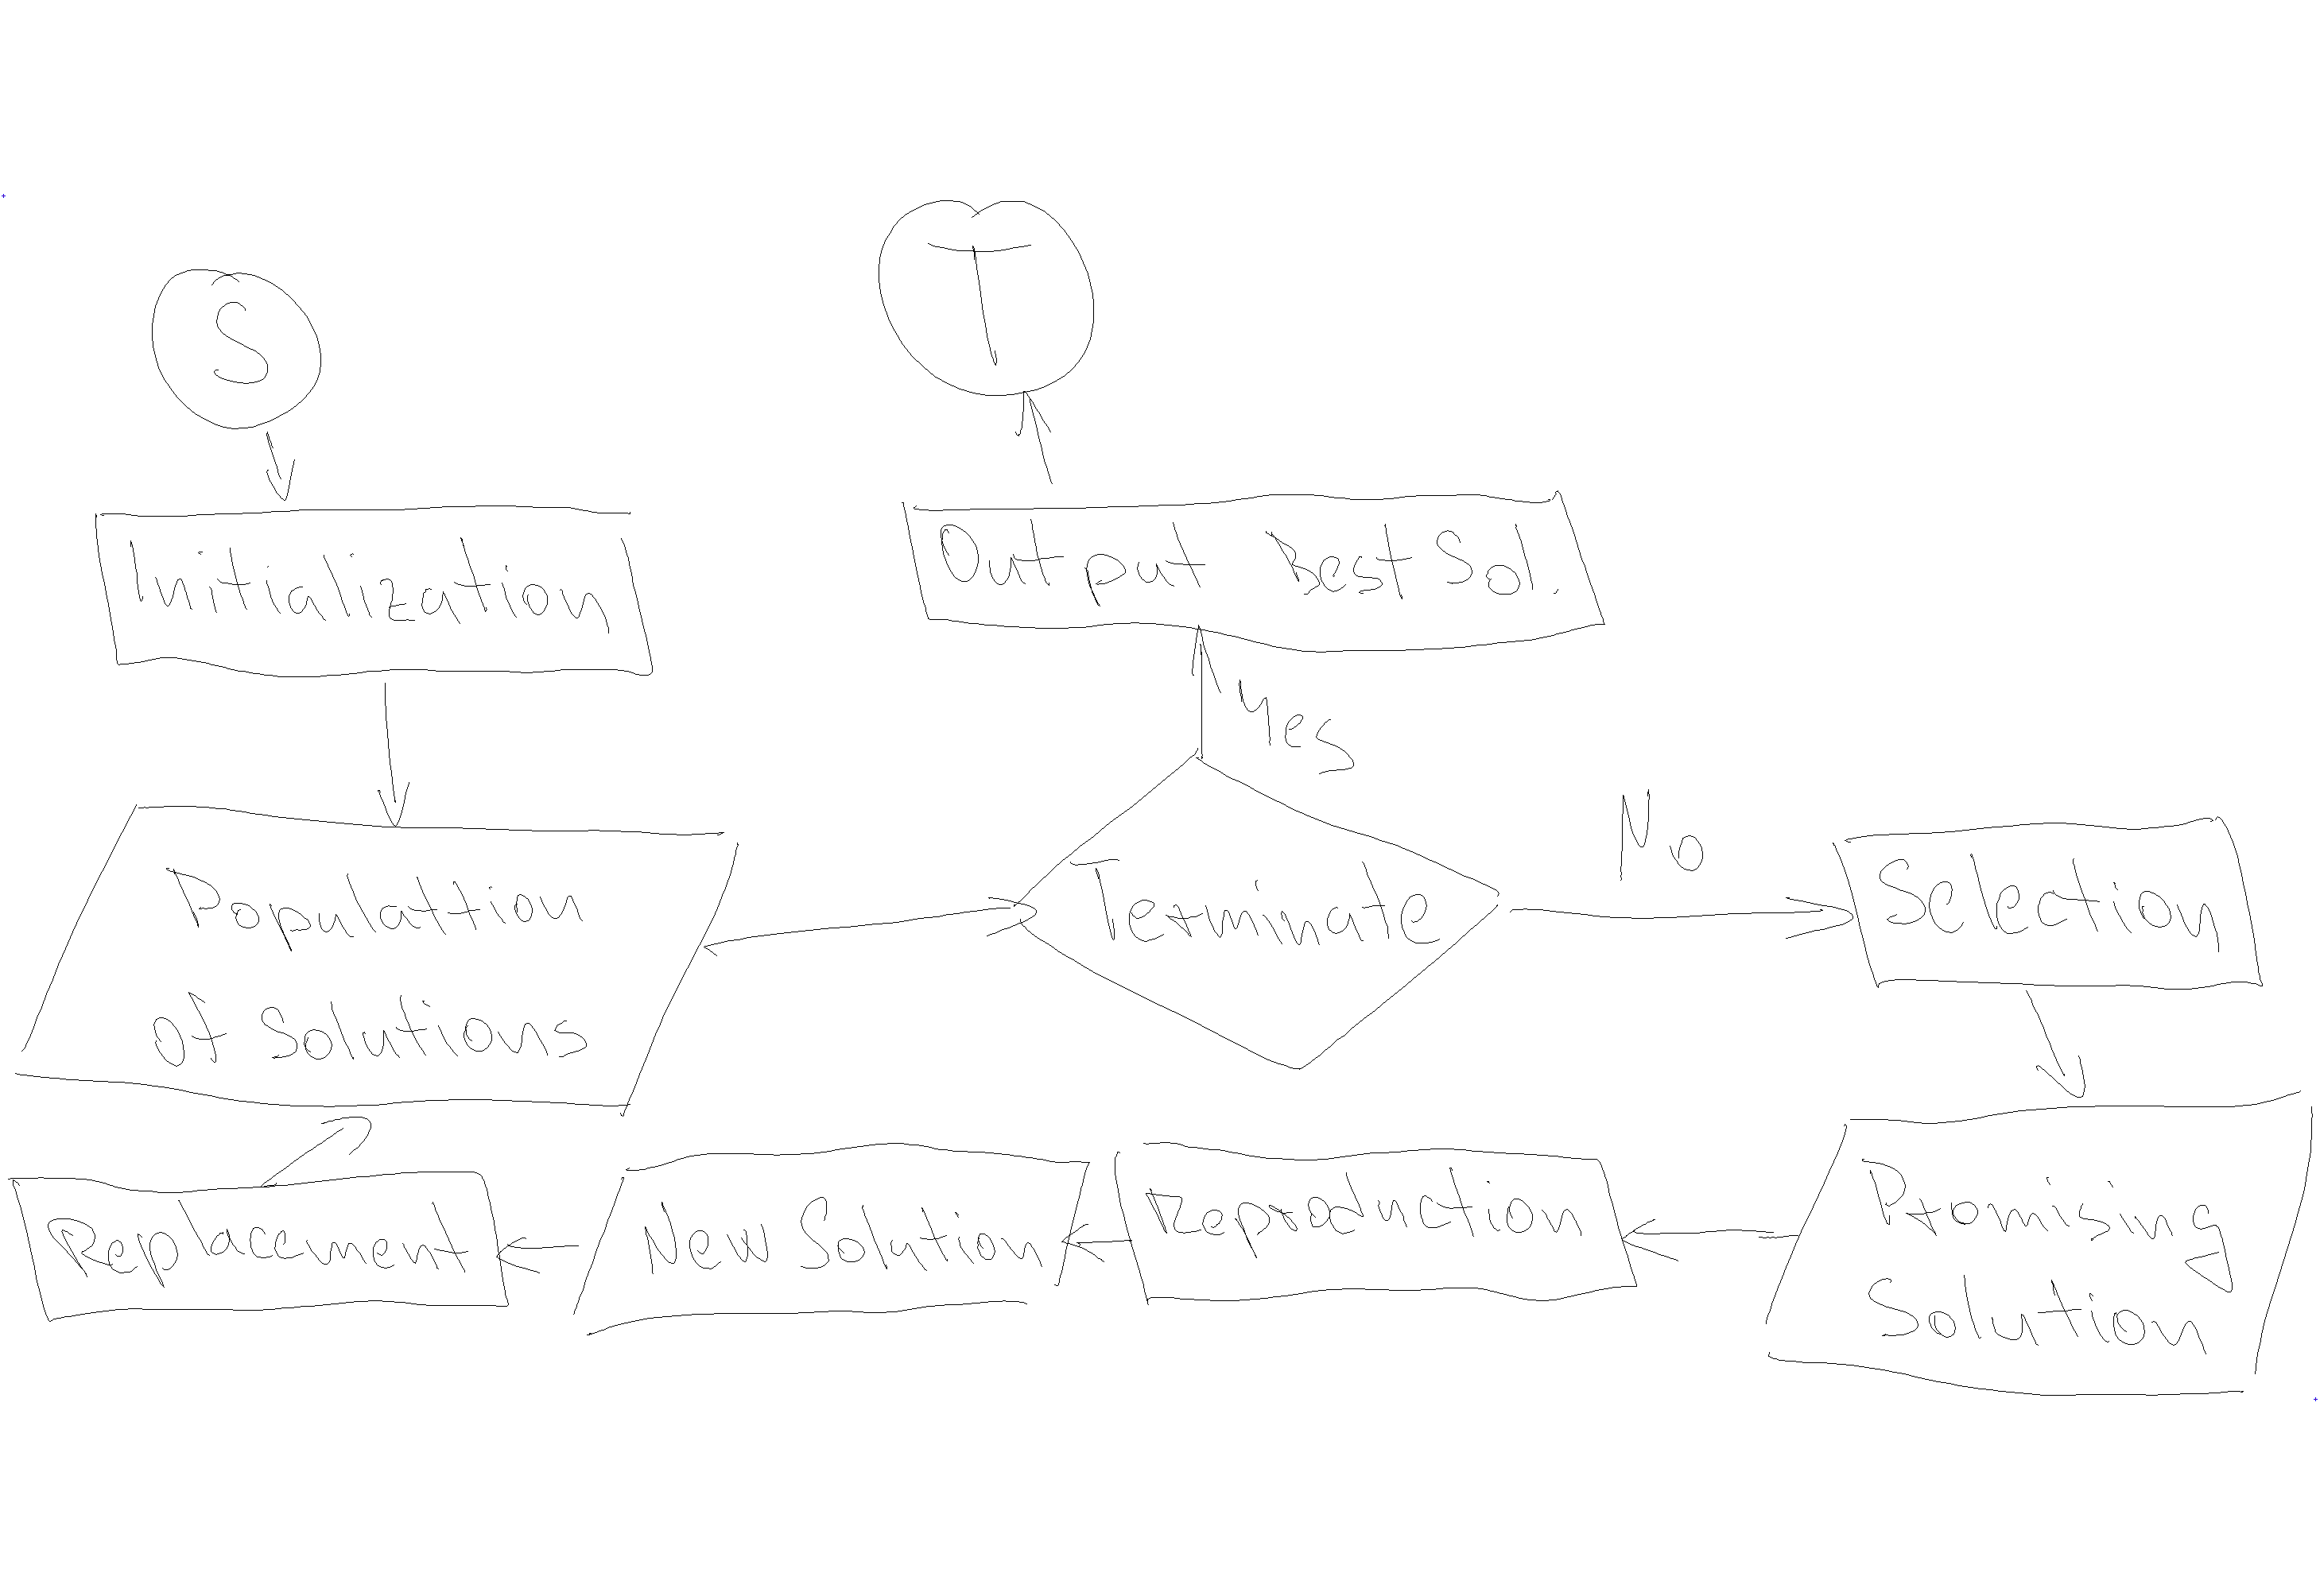 S
T
Initialization
Output Best Sol.
Yes
No
Populattion
of Solutions
Terminate
Selection
Replacement
New Solution
Reproduction
Promising
Solution